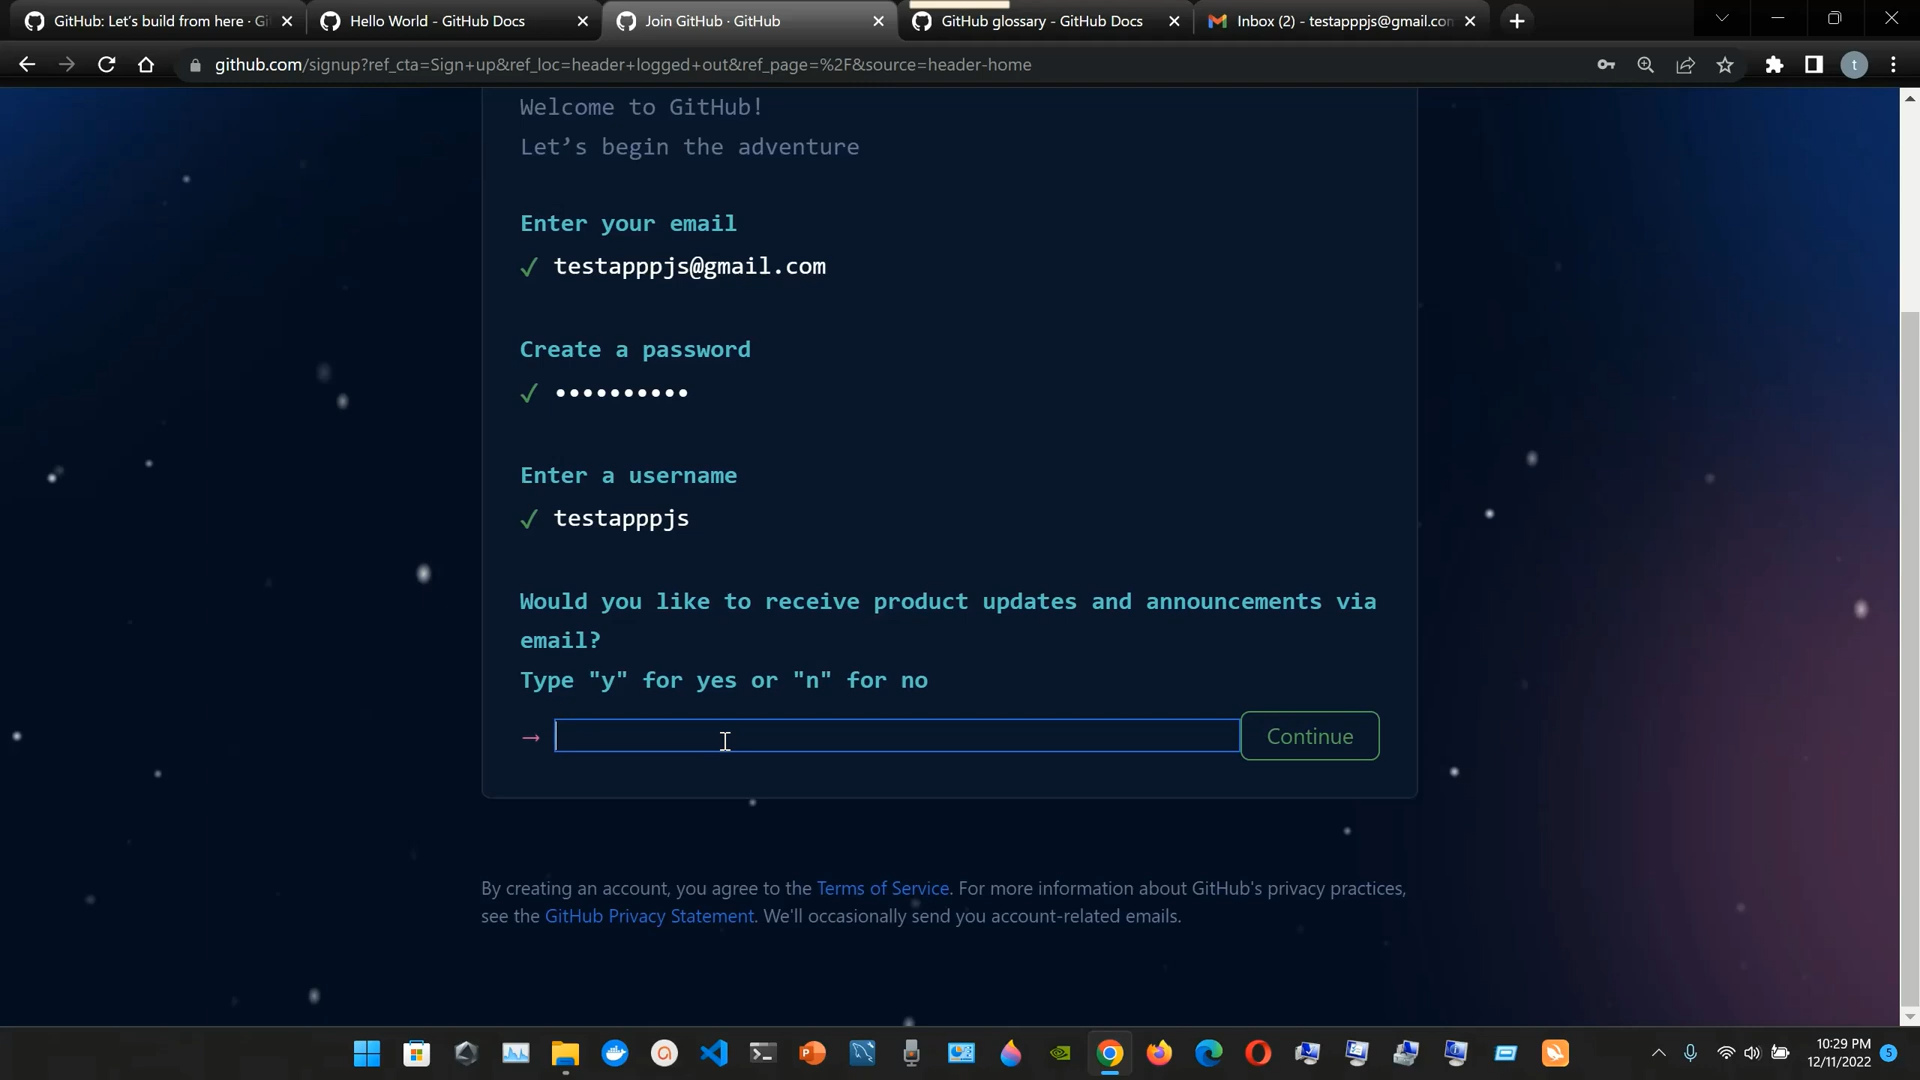 GitHub: Let's build from here · Gi
Hello World - GitHub Docs
Join GitHub · GitHub
GitHub glossary - GitHub Docs
Inbox (2) - testapppjs@gmail.com
github.com/signup?ref_cta=Sign+up&ref_loc=header+logged+out&ref_page=%2F&source=header-home
t
Welcome to GitHub!
Let’s begin the adventure
Enter your email
✓ testapppjs@gmail.com
Create a password
✓ ••••••••••
Enter a username
✓ testapppjs
Would you like to receive product updates and announcements via
email?
Type "y" for yes or "n" for no
→
Continue
By creating an account, you agree to the Terms of Service. For more information about GitHub's privacy practices,
see the GitHub Privacy Statement. We'll occasionally send you account-related emails.
10:29 PM
12/11/2022
5